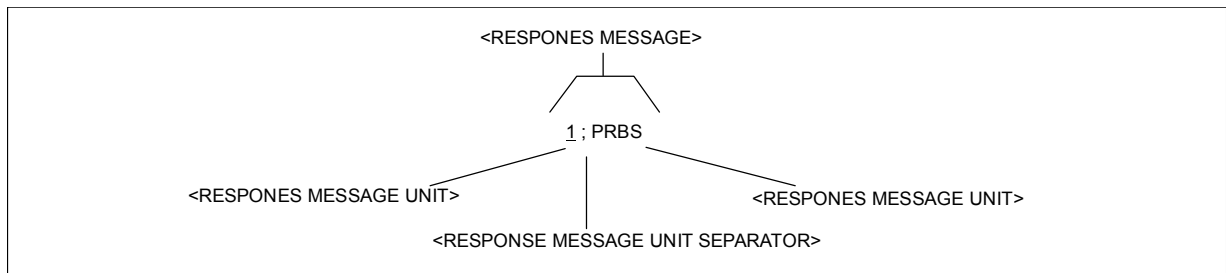 <RESPONES MESSAGE>
1 ; PRBS
<RESPONES MESSAGE UNIT>
<RESPONES MESSAGE UNIT>
<RESPONSE MESSAGE UNIT SEPARATOR>